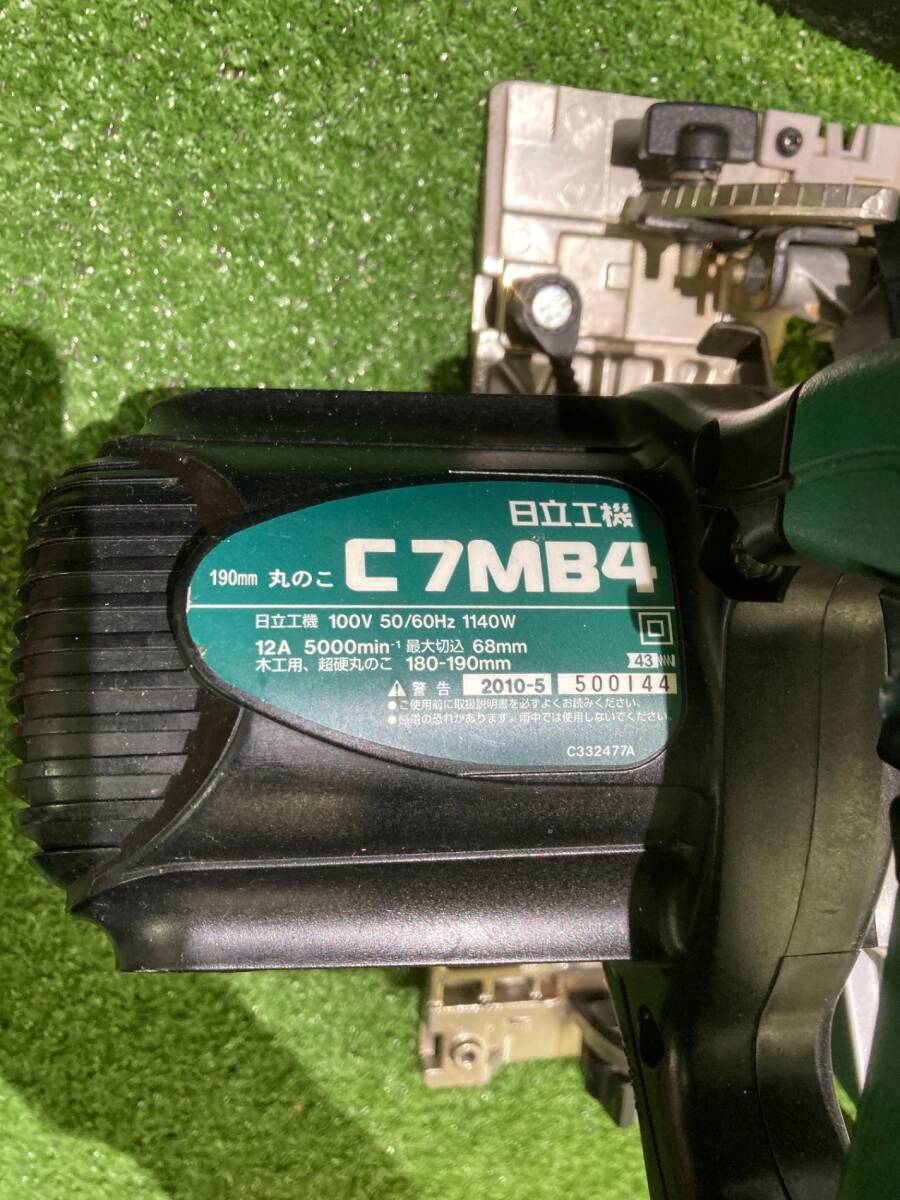 日立工機
190mm 丸のこ C7MB4
日立工機 100V 50/60Hz 1140W
12A 5000min⁻¹ 最大切込 68mm
木工用、超硬丸のこ 180-190mm
43
警告 2010-5 500144
●ご使用前に取扱説明書を必ずよくお読みください。
●感電の恐れがあります。雨中では使用しないでください。
C332477A